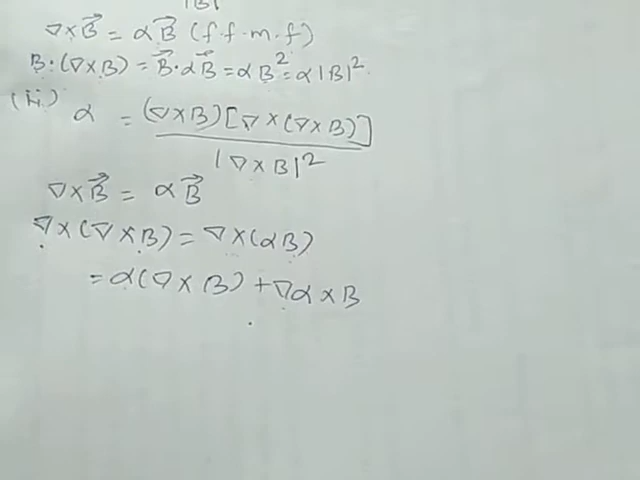 |B|
∇×B⃗ = αB⃗ (f.f.m.f)
B·(∇×B) = B⃗·αB⃗ = αB² = α|B|².
(ii) α = (∇×B)[∇×(∇×B)] / |∇×B|²
∇×B⃗ = αB⃗
∇×(∇×B) = ∇×(αB)
= α(∇×B) + ∇α×B